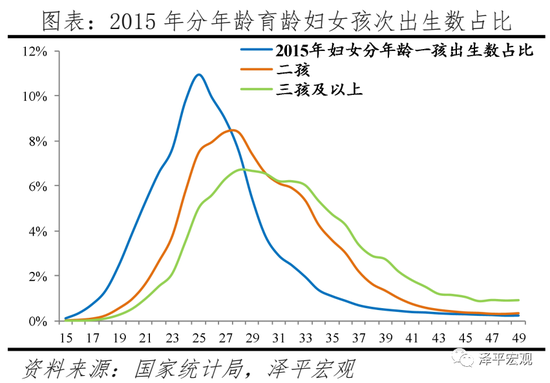 图表：2015 年分年龄育龄妇女孩次出生数占比
12%
10%
8%
6%
4%
2%
0%
2015年妇女分年龄一孩出生数占比
二孩
三孩及以上
15 17 19 21 23 25 27 29 31 33 35 37 39 41 43 45 47 49
泽平宏观
资料来源：国家统计局，泽平宏观